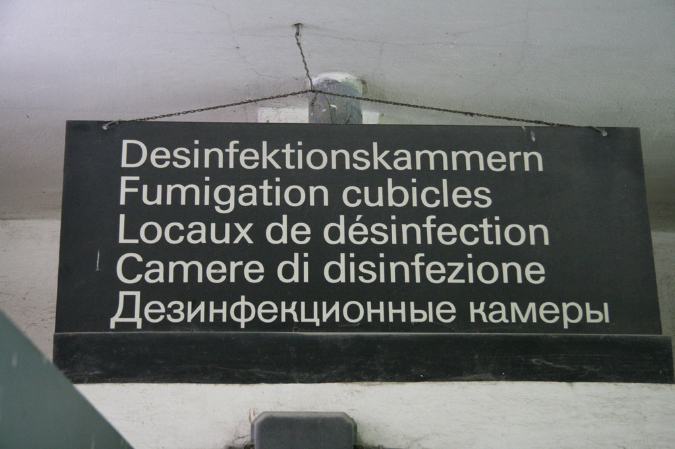 Desinfektionskammern
Fumigation cubicles
Locaux de désinfection
Camere di disinfezione
Дезинфекционные камеры